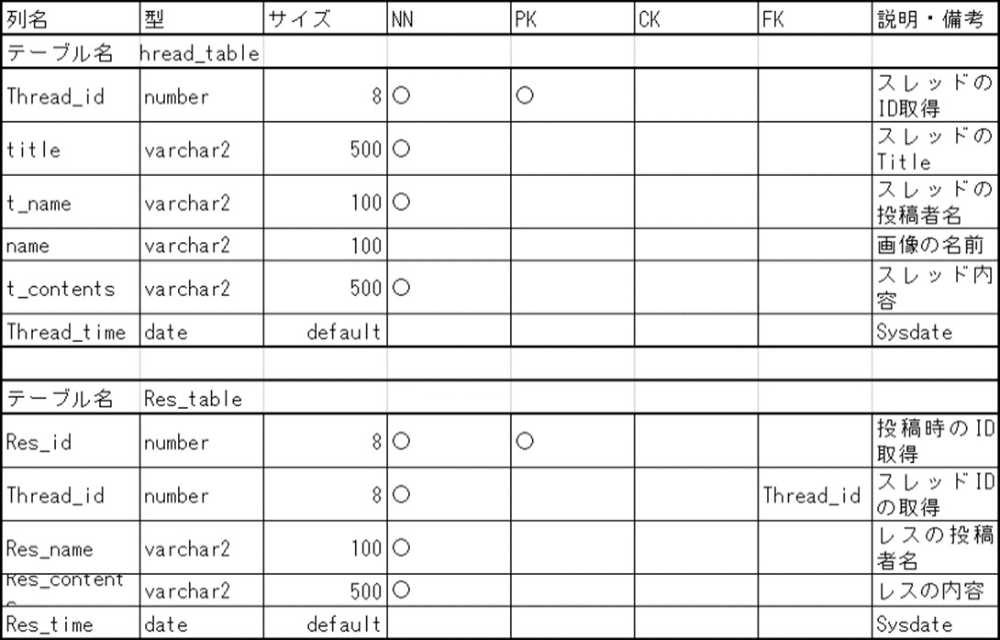 列名 型 サイズ NN PK CK FK 説明・備考
テーブル名 hread_table
Thread_id number 8 ○ ○ スレッドの
ID取得
title varchar2 500 ○ スレッドの
Title
t_name varchar2 100 ○ スレッドの
投稿者名
name varchar2 100 画像の名前
t_contents varchar2 500 ○ スレッド内
容
Thread_time date default Sysdate
テーブル名 Res_table
Res_id number 8 ○ ○ 投稿時のID
取得
Thread_id number 8 ○ Thread_id スレッドID
の取得
Res_name varchar2 100 ○ レスの投稿
者名
Res_content varchar2 500 ○ レスの内容
Res_time date default Sysdate